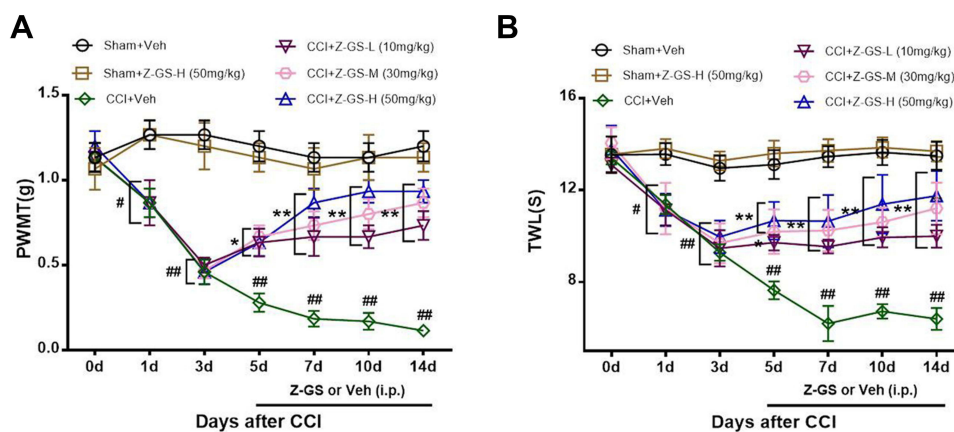 A
Sham+Veh
Sham+Z-GS-H (50mg/kg)
CCI+Veh
CCI+Z-GS-L (10mg/kg)
CCI+Z-GS-M (30mg/kg)
CCI+Z-GS-H (50mg/kg)
PWMT(g)
1.5
1.0
0.5
0.0
#
##
*
##
**
##
**
##
**
##
0d 1d 3d 5d 7d 10d 14d
Z-GS or Veh (i.p.)
Days after CCI
B
Sham+Veh
Sham+Z-GS-H (50mg/kg)
CCI+Veh
CCI+Z-GS-L (10mg/kg)
CCI+Z-GS-M (30mg/kg)
CCI+Z-GS-H (50mg/kg)
TWL(S)
16
12
8
#
##
**
*
##
**
##
**
##
**
##
0d 1d 3d 5d 7d 10d 14d
Z-GS or Veh (i.p.)
Days after CCI